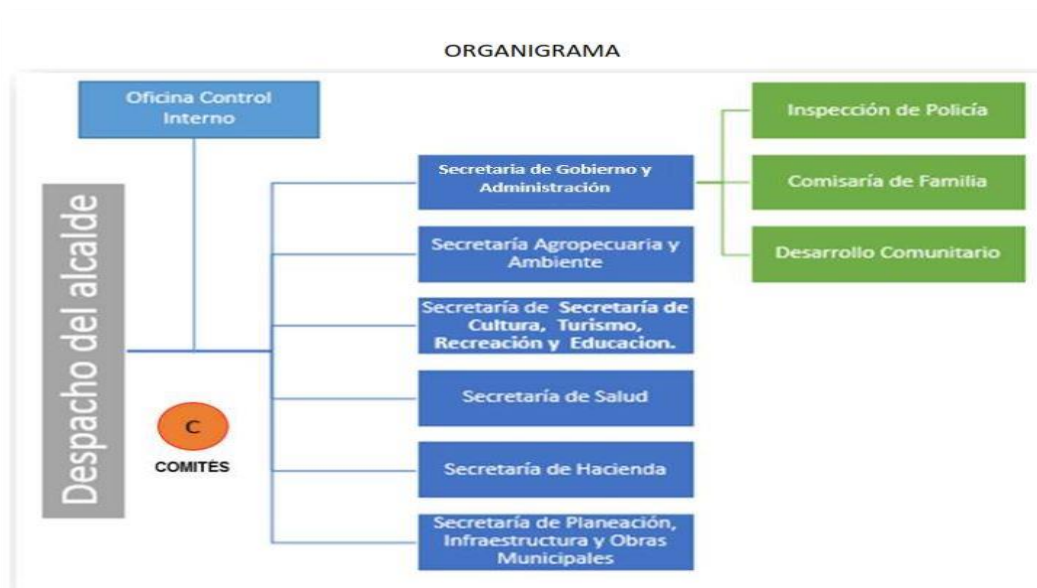 ORGANIGRAMA
Oficina Control
Interno
Despacho del alcalde
C
COMITÉS
Secretaria de Gobierno y
Administración
Secretaría Agropecuaria y
Ambiente
Secretaría de Secretaría de
Cultura, Turismo,
Recreación y Educacion.
Secretaría de Salud
Secretaría de Hacienda
Secretaría de Planeación,
Infraestructura y Obras
Municipales
Inspección de Policía
Comisaría de Familia
Desarrollo Comunitario